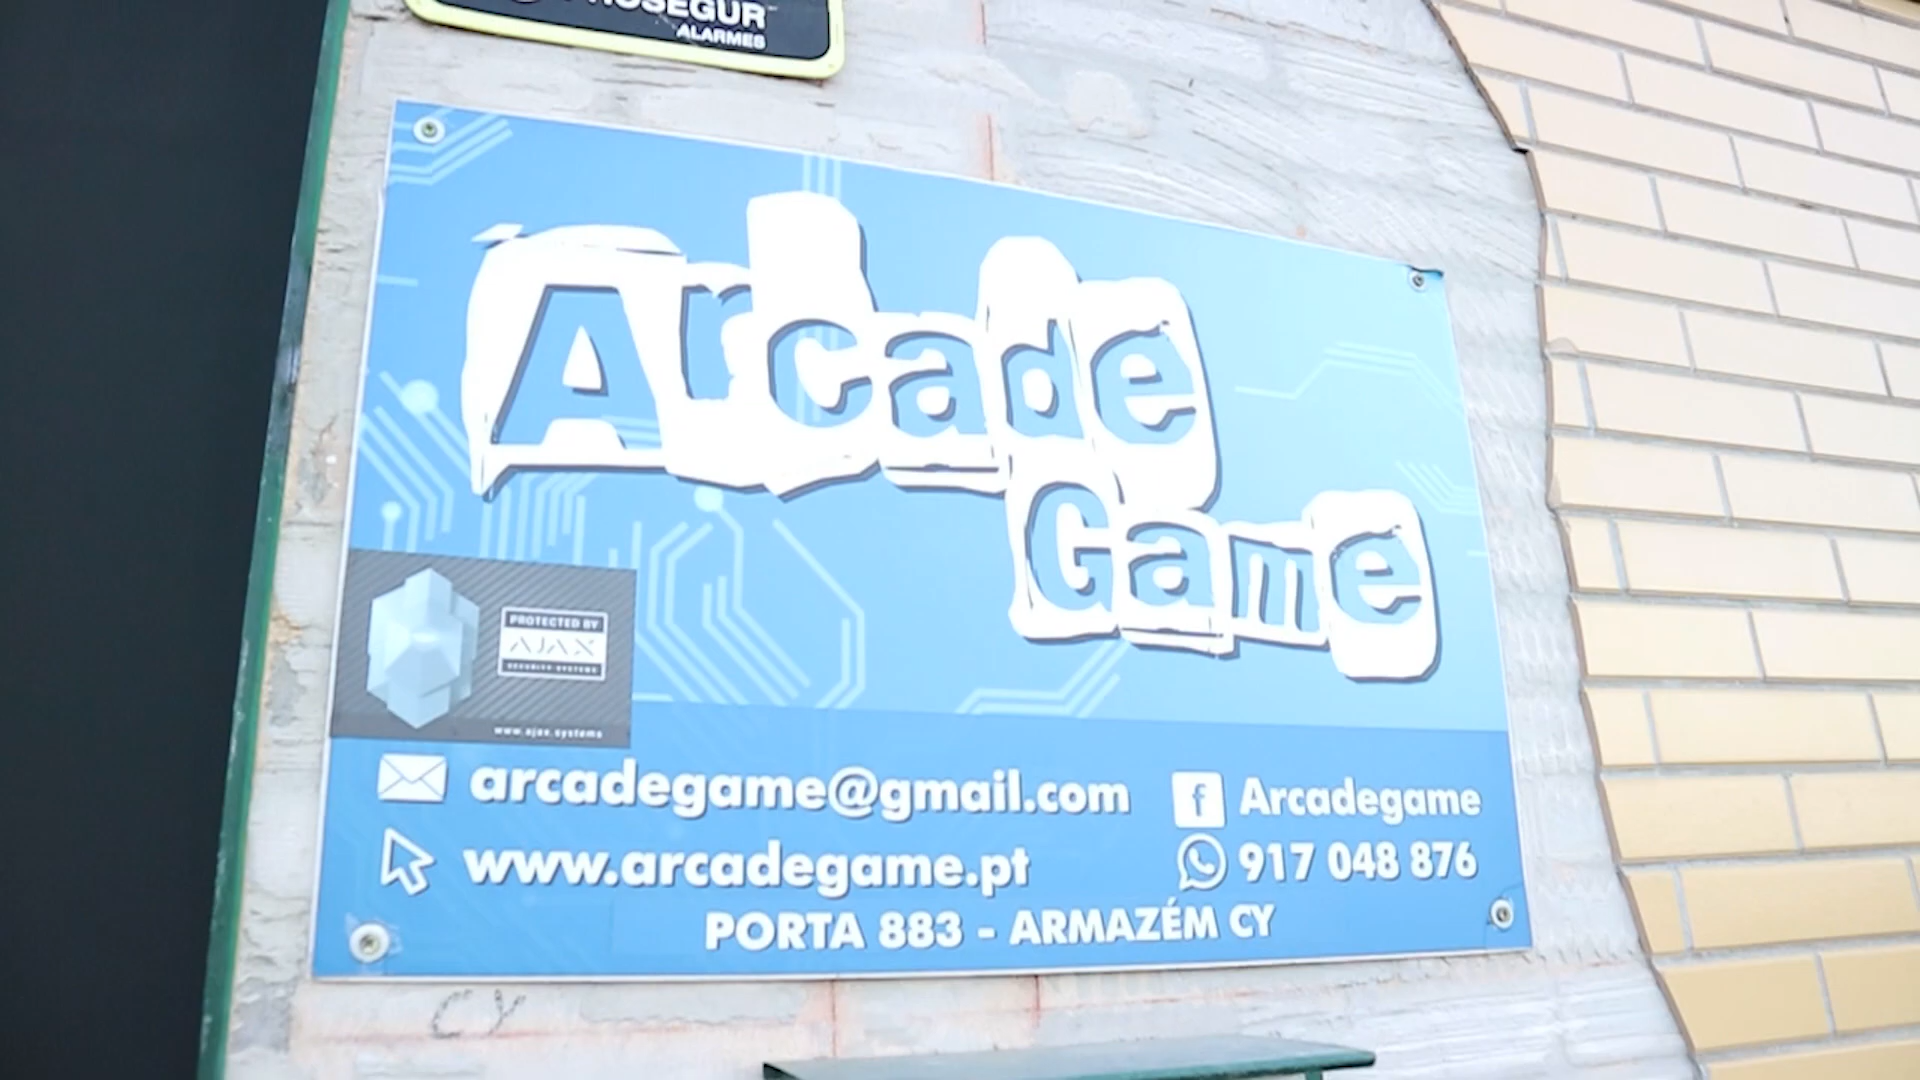 PROSEGUR
ALARMES
Arcade
Game
PROTECTED BY
AJAX
SECURITY SYSTEMS
www.ajax.systems
arcadegame@gmail.com
Arcadegame
www.arcadegame.pt
917 048 876
PORTA 883 - ARMAZÉM CY
CY